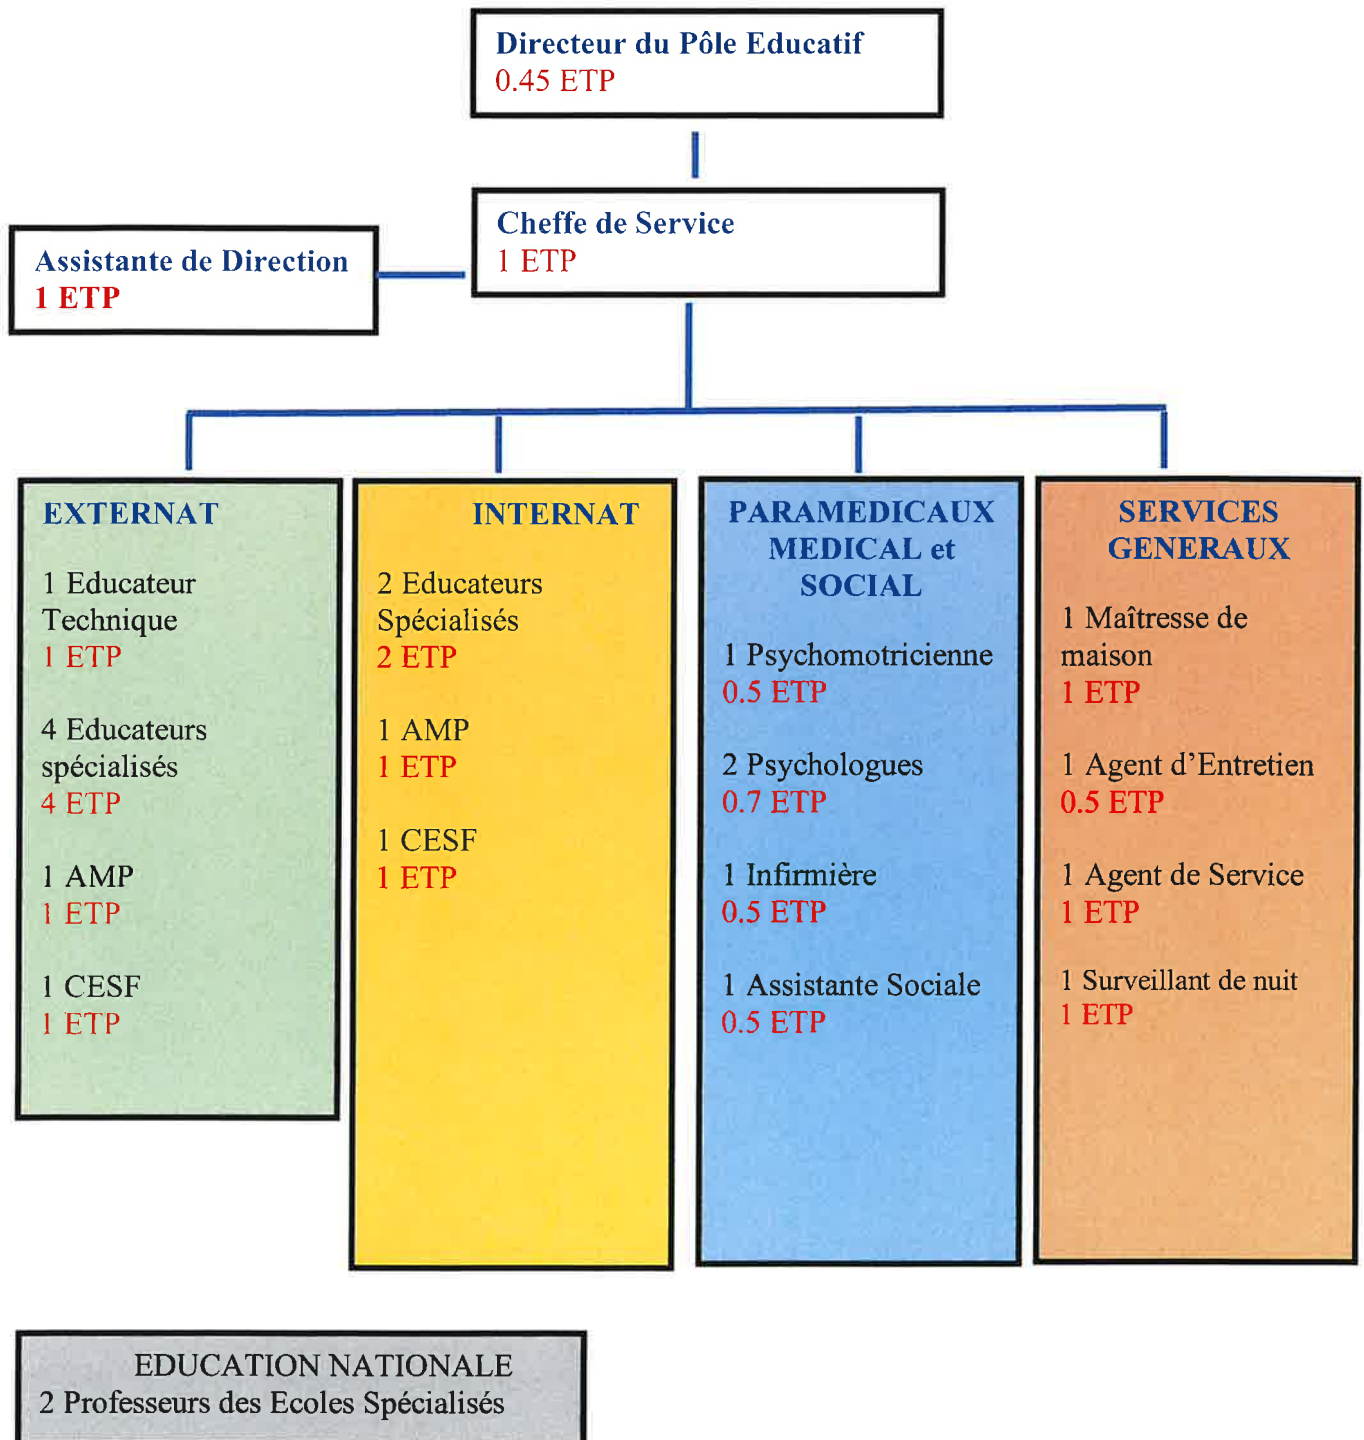 Directeur du Pôle Educatif
0.45 ETP
Cheffe de Service
1 ETP
Assistante de Direction
1 ETP
EXTERNAT
1 Educateur
Technique
1 ETP
4 Educateurs
spécialisés
4 ETP
1 AMP
1 ETP
1 CESF
1 ETP
INTERNAT
2 Educateurs
Spécialisés
2 ETP
1 AMP
1 ETP
1 CESF
1 ETP
PARAMEDICAUX
MEDICAL et
SOCIAL
1 Psychomotricienne
0.5 ETP
2 Psychologues
0.7 ETP
1 Infirmière
0.5 ETP
1 Assistante Sociale
0.5 ETP
SERVICES
GENERAUX
1 Maîtresse de
maison
1 ETP
1 Agent d’Entretien
0.5 ETP
1 Agent de Service
1 ETP
1 Surveillant de nuit
1 ETP
EDUCATION NATIONALE
2 Professeurs des Ecoles Spécialisés